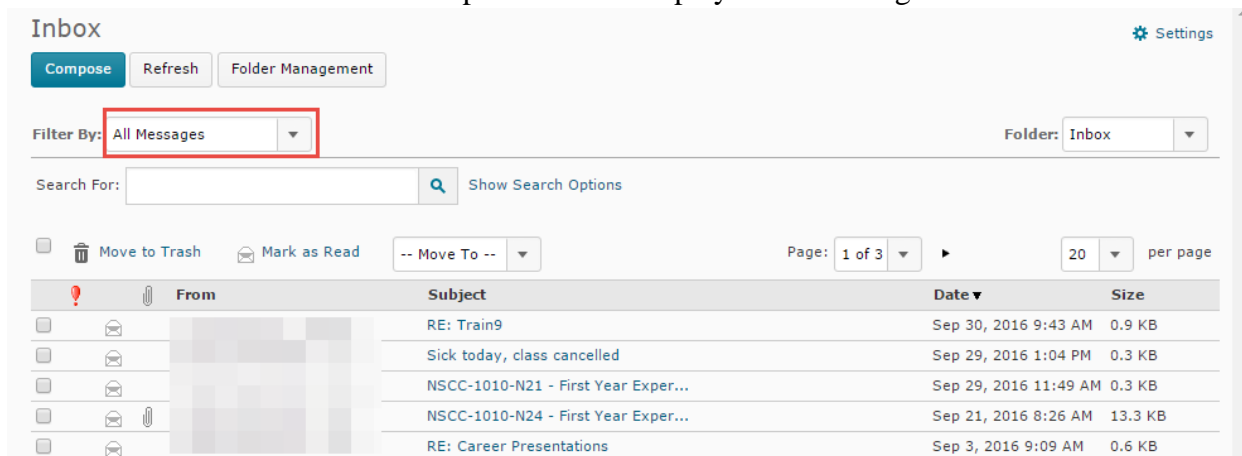 Inbox
Settings
Compose Refresh Folder Management
Filter By: All Messages Folder: Inbox
Search For: Show Search Options
Move to Trash Mark as Read -- Move To -- Page: 1 of 3 20 per page
From Subject Date Size
RE: Train9 Sep 30, 2016 9:43 AM 0.9 KB
Sick today, class cancelled Sep 29, 2016 1:04 PM 0.3 KB
NSCC-1010-N21 - First Year Exper... Sep 29, 2016 11:49 AM 0.3 KB
NSCC-1010-N24 - First Year Exper... Sep 21, 2016 8:26 AM 13.3 KB
RE: Career Presentations Sep 3, 2016 9:09 AM 0.6 KB